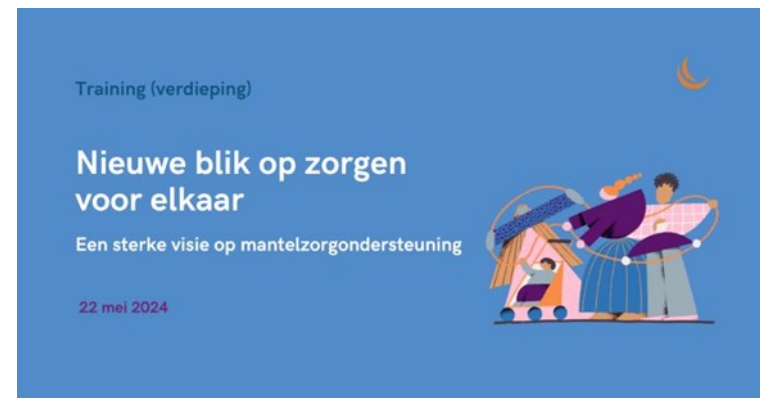 Training (verdieping)
Nieuwe blik op zorgen
voor elkaar
Een sterke visie op mantelzorgondersteuning
22 mei 2024